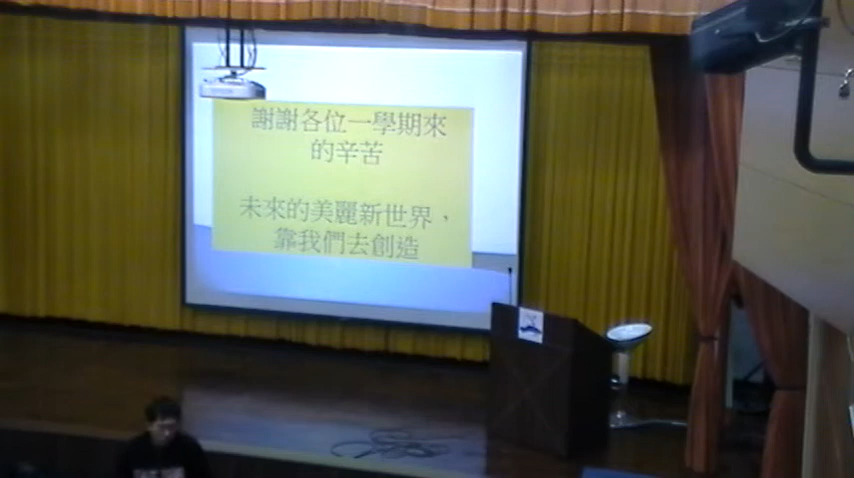 謝謝各位一學期來
的辛苦
未來的美麗新世界，
靠我們去創造